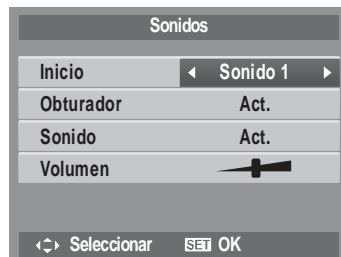 Sonidos
Inicio Sonido 1
Obturador Act.
Sonido Act.
Volumen
Seleccionar SET OK